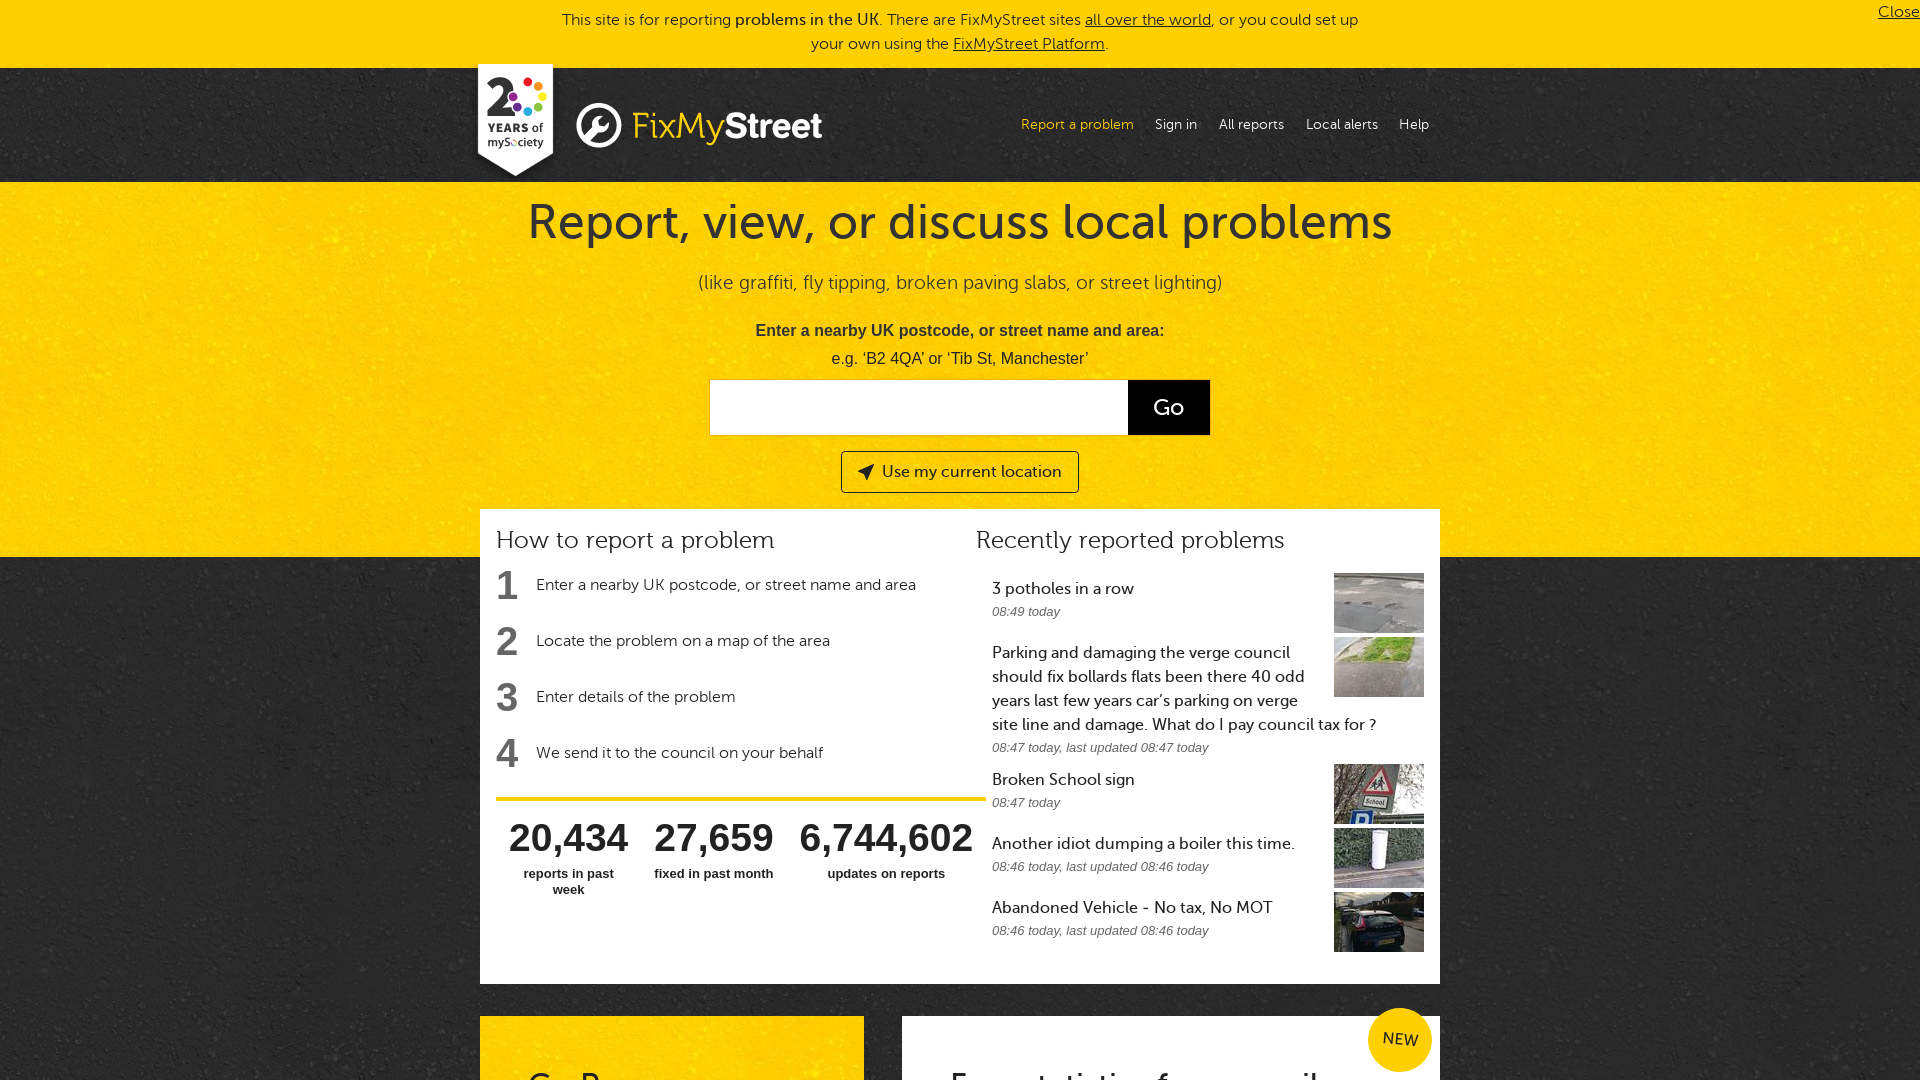 This site is for reporting problems in the UK. There are FixMyStreet sites all over the world, or you could set up
your own using the FixMyStreet Platform.
Close
20
YEARS of
mySociety
FixMyStreet
Report a problem
Sign in
All reports
Local alerts
Help
Report, view, or discuss local problems
(like graffiti, fly tipping, broken paving slabs, or street lighting)
Enter a nearby UK postcode, or street name and area:
e.g. ‘B2 4QA’ or ‘Tib St, Manchester’
Go
Use my current location
How to report a problem
1 Enter a nearby UK postcode, or street name and area
2 Locate the problem on a map of the area
3 Enter details of the problem
4 We send it to the council on your behalf
20,434
reports in past
week
27,659
fixed in past month
6,744,602
updates on reports
Recently reported problems
3 potholes in a row
08:49 today
Parking and damaging the verge council
should fix bollards flats been there 40 odd
years last few years car’s parking on verge
site line and damage. What do I pay council tax for ?
08:47 today, last updated 08:47 today
Broken School sign
08:47 today
School
P
Another idiot dumping a boiler this time.
08:46 today, last updated 08:46 today
Abandoned Vehicle - No tax, No MOT
08:46 today, last updated 08:46 today
NEW